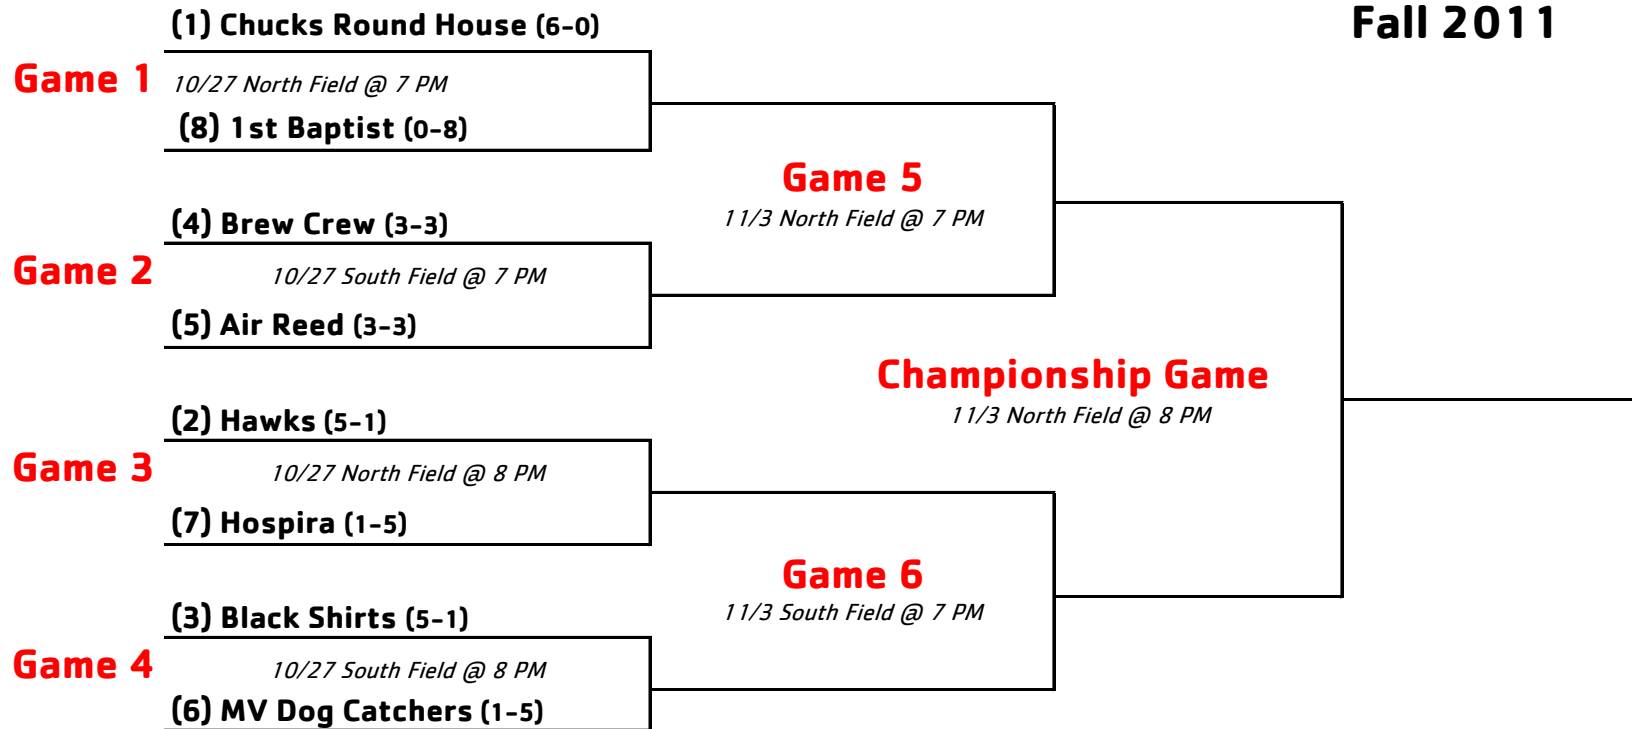 Fall 2011
(1) Chucks Round House (6-0)
Game 1
10/27 North Field @ 7 PM
(8) 1st Baptist (0-8)
Game 5
11/3 North Field @ 7 PM
(4) Brew Crew (3-3)
Game 2
10/27 South Field @ 7 PM
(5) Air Reed (3-3)
Championship Game
11/3 North Field @ 8 PM
(2) Hawks (5-1)
Game 3
10/27 North Field @ 8 PM
(7) Hospira (1-5)
Game 6
11/3 South Field @ 7 PM
(3) Black Shirts (5-1)
Game 4
10/27 South Field @ 8 PM
(6) MV Dog Catchers (1-5)